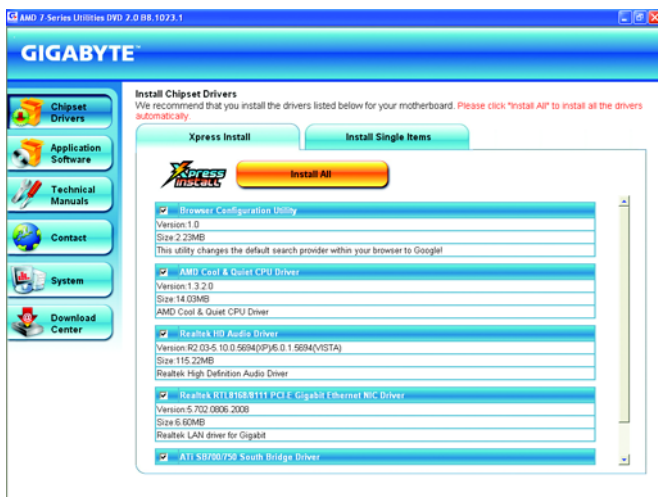 AMD 7-Series Utilities DVD 2.0 B8.1023.1
GIGABYTE™
Chipset Drivers
Application Software
Technical Manuals
Contact
System
Download Center
Install Chipset Drivers
We recommend that you install the drivers listed below for your motherboard. Please click "Install All" to install all the drivers
automatically.
Xpress Install
Install Single Items
Xpress Install
Install All
Browser Configuration Utility
Version:1.0
Size:2.23MB
This utility changes the default search provider within your browser to Google!
AMD Cool & Quiet CPU Driver
Version:1.3.2.0
Size:14.03MB
AMD Cool & Quiet CPU Driver
Realtek HD Audio Driver
Version:R2.03-5.10.0.5694(XP)/6.0.1.5694(VISTA)
Size:115.22MB
Realtek High Definition Audio Driver
Realtek RTL8168/8111 PCI-E Gigabit Ethernet NIC Driver
Version:5.702.0806.2008
Size:6.60MB
Realtek LAN driver for Gigabit
ATI SB700/750 South Bridge Driver